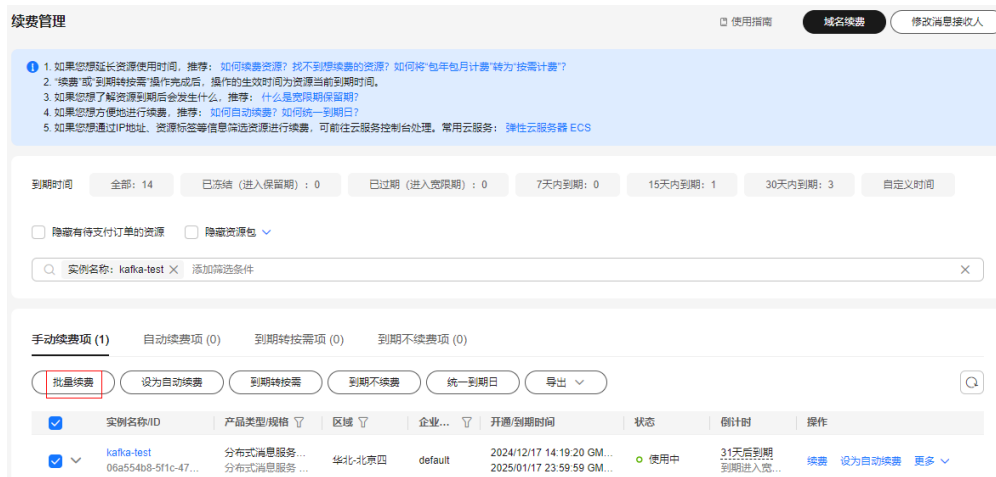 续费管理
使用指南
域名续费
修改消息接收人
1. 如果您想延长资源使用时间，推荐： 如何续费资源？找不到想续费的资源？如何将"包年包月计费"转为"按需计费"？
2. "续费"或"到期转按需"操作完成后，操作的生效时间为资源当前到期时间。
3. 如果您想了解资源到期后会发生什么，推荐： 什么是宽限期保留期？
4. 如果您想方便地进行续费，推荐： 如何自动续费？如何统一到期日？
5. 如果您想通过IP地址、资源标签等信息筛选资源进行续费，可前往云服务控制台处理。常用云服务： 弹性云服务器 ECS
到期时间 全部：14 已冻结（进入保留期）：0 已过期（进入宽限期）：0 7天内到期：0 15天内到期：1 30天内到期：3 自定义时间
隐藏有待支付订单的资源 隐藏资源包
实例名称：kafka-test 添加筛选条件
手动续费项 (1) 自动续费项 (0) 到期转按需项 (0) 到期不续费项 (0)
批量续费 设为自动续费 到期转按需 到期不续费 统一到期日 导出
实例名称/ID 产品类型/规格 区域 企业... 开通/到期时间 状态 倒计时 操作
kafka-test 分布式消息服务... 华北-北京四 default 2024/12/17 14:19:20 GM... 使用中 31天后到期 续费 设为自动续费 更多
06a554b8-5f1c-47... 分布式消息服务 ... 2025/01/17 23:59:59 GM... 到期进入宽...